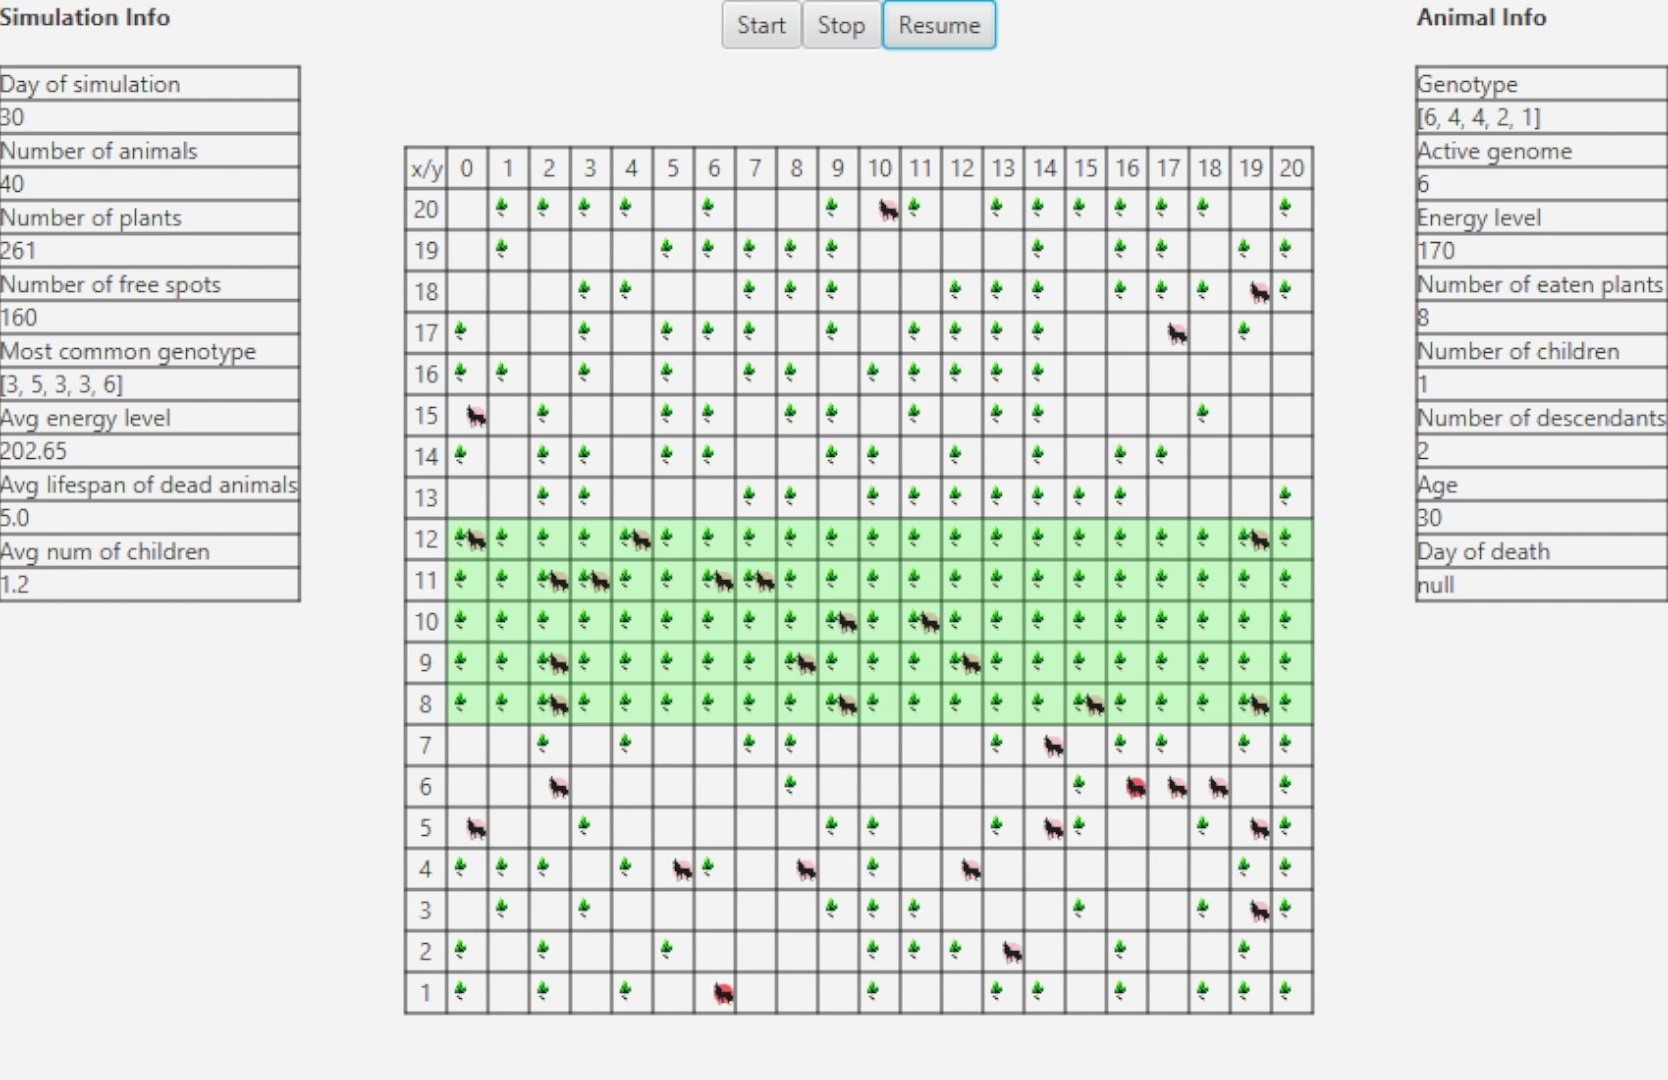 Simulation Info
Start Stop Resume
Animal Info
Day of simulation
30
Number of animals
40
Number of plants
261
Number of free spots
160
Most common genotype
[3, 5, 3, 3, 6]
Avg energy level
202.65
Avg lifespan of dead animals
5.0
Avg num of children
1.2
x/y 0 1 2 3 4 5 6 7 8 9 10 11 12 13 14 15 16 17 18 19 20
20
19
18
17
16
15
14
13
12
11
10
9
8
7
6
5
4
3
2
1
Genotype
[6, 4, 4, 2, 1]
Active genome
6
Energy level
170
Number of eaten plants
8
Number of children
1
Number of descendants
2
Age
30
Day of death
null